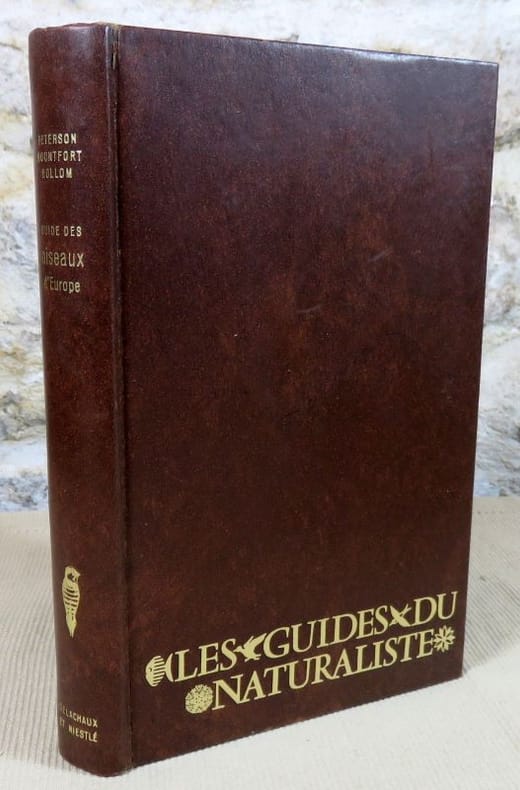 PETERSON
MOUNTFORT
HOLLOM
GUIDE DES
oiseaux
d'Europe
DELACHAUX
ET NIESTLÉ
LES GUIDES DU
NATURALISTE